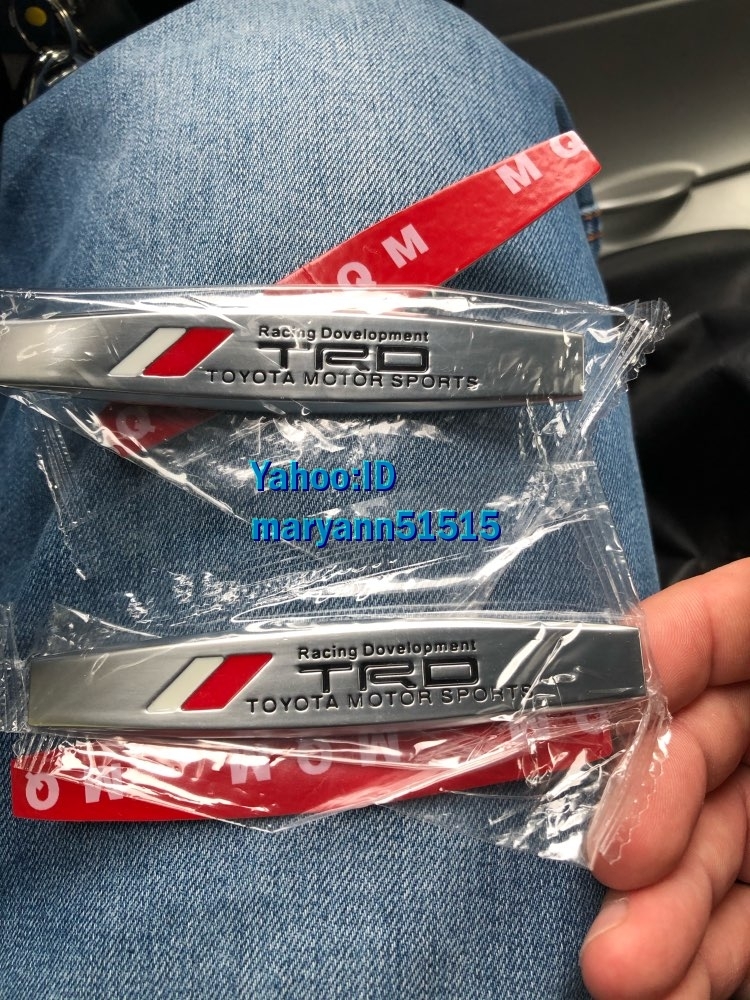 M Q
Q M
Racing Dovelopment
TRD
TOYOTA MOTOR SPORTS
Q
Yahoo:ID
maryann51515
Racing Dovelopment
TRD
TOYOTA MOTOR SPORTS
Q M M Q M M Q